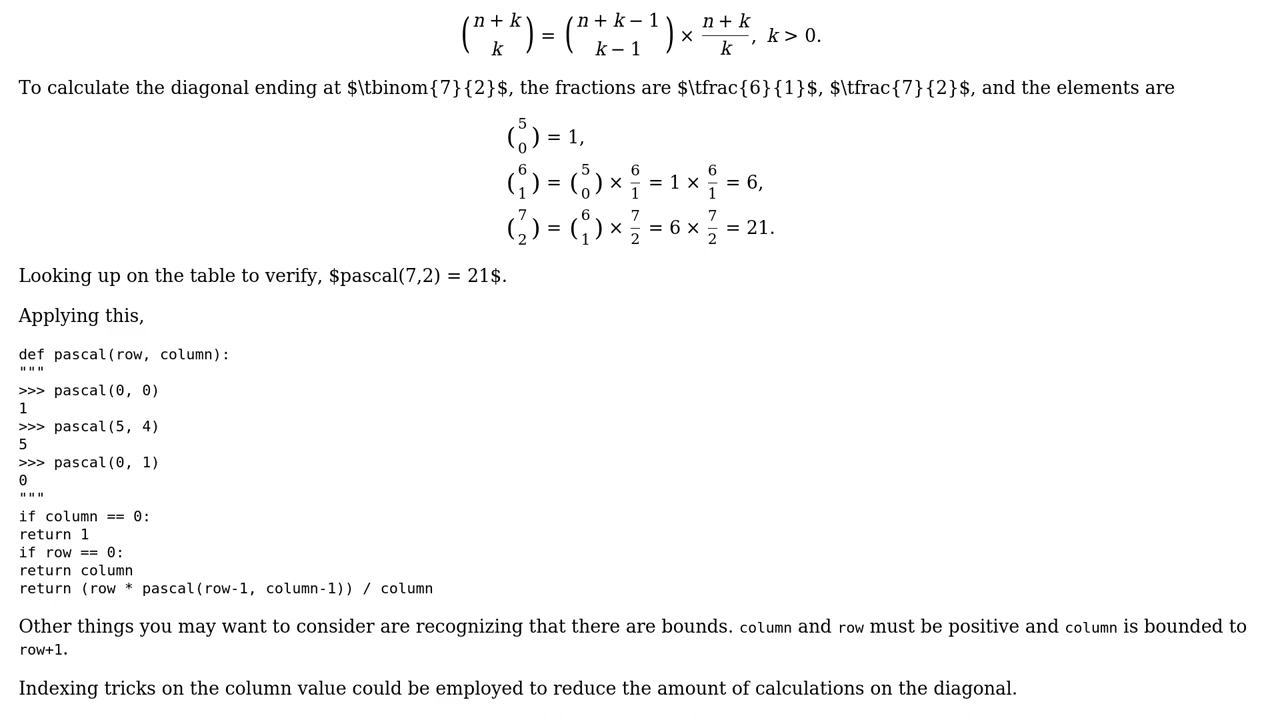 (n + k
k) = (n + k − 1
k − 1) × n + k
k, k > 0.
To calculate the diagonal ending at $\tbinom{7}{2}$, the fractions are $\tfrac{6}{1}$, $\tfrac{7}{2}$, and the elements are
(5
0) = 1,
(6
1) = (5
0) × 6
1 = 1 × 6
1 = 6,
(7
2) = (6
1) × 7
2 = 6 × 7
2 = 21.
Looking up on the table to verify, $pascal(7,2) = 21$.
Applying this,
def pascal(row, column):
"""
>>> pascal(0, 0)
1
>>> pascal(5, 4)
5
>>> pascal(0, 1)
0
"""
if column == 0:
return 1
if row == 0:
return column
return (row * pascal(row-1, column-1)) / column
Other things you may want to consider are recognizing that there are bounds. column and row must be positive and column is bounded to
row+1.
Indexing tricks on the column value could be employed to reduce the amount of calculations on the diagonal.